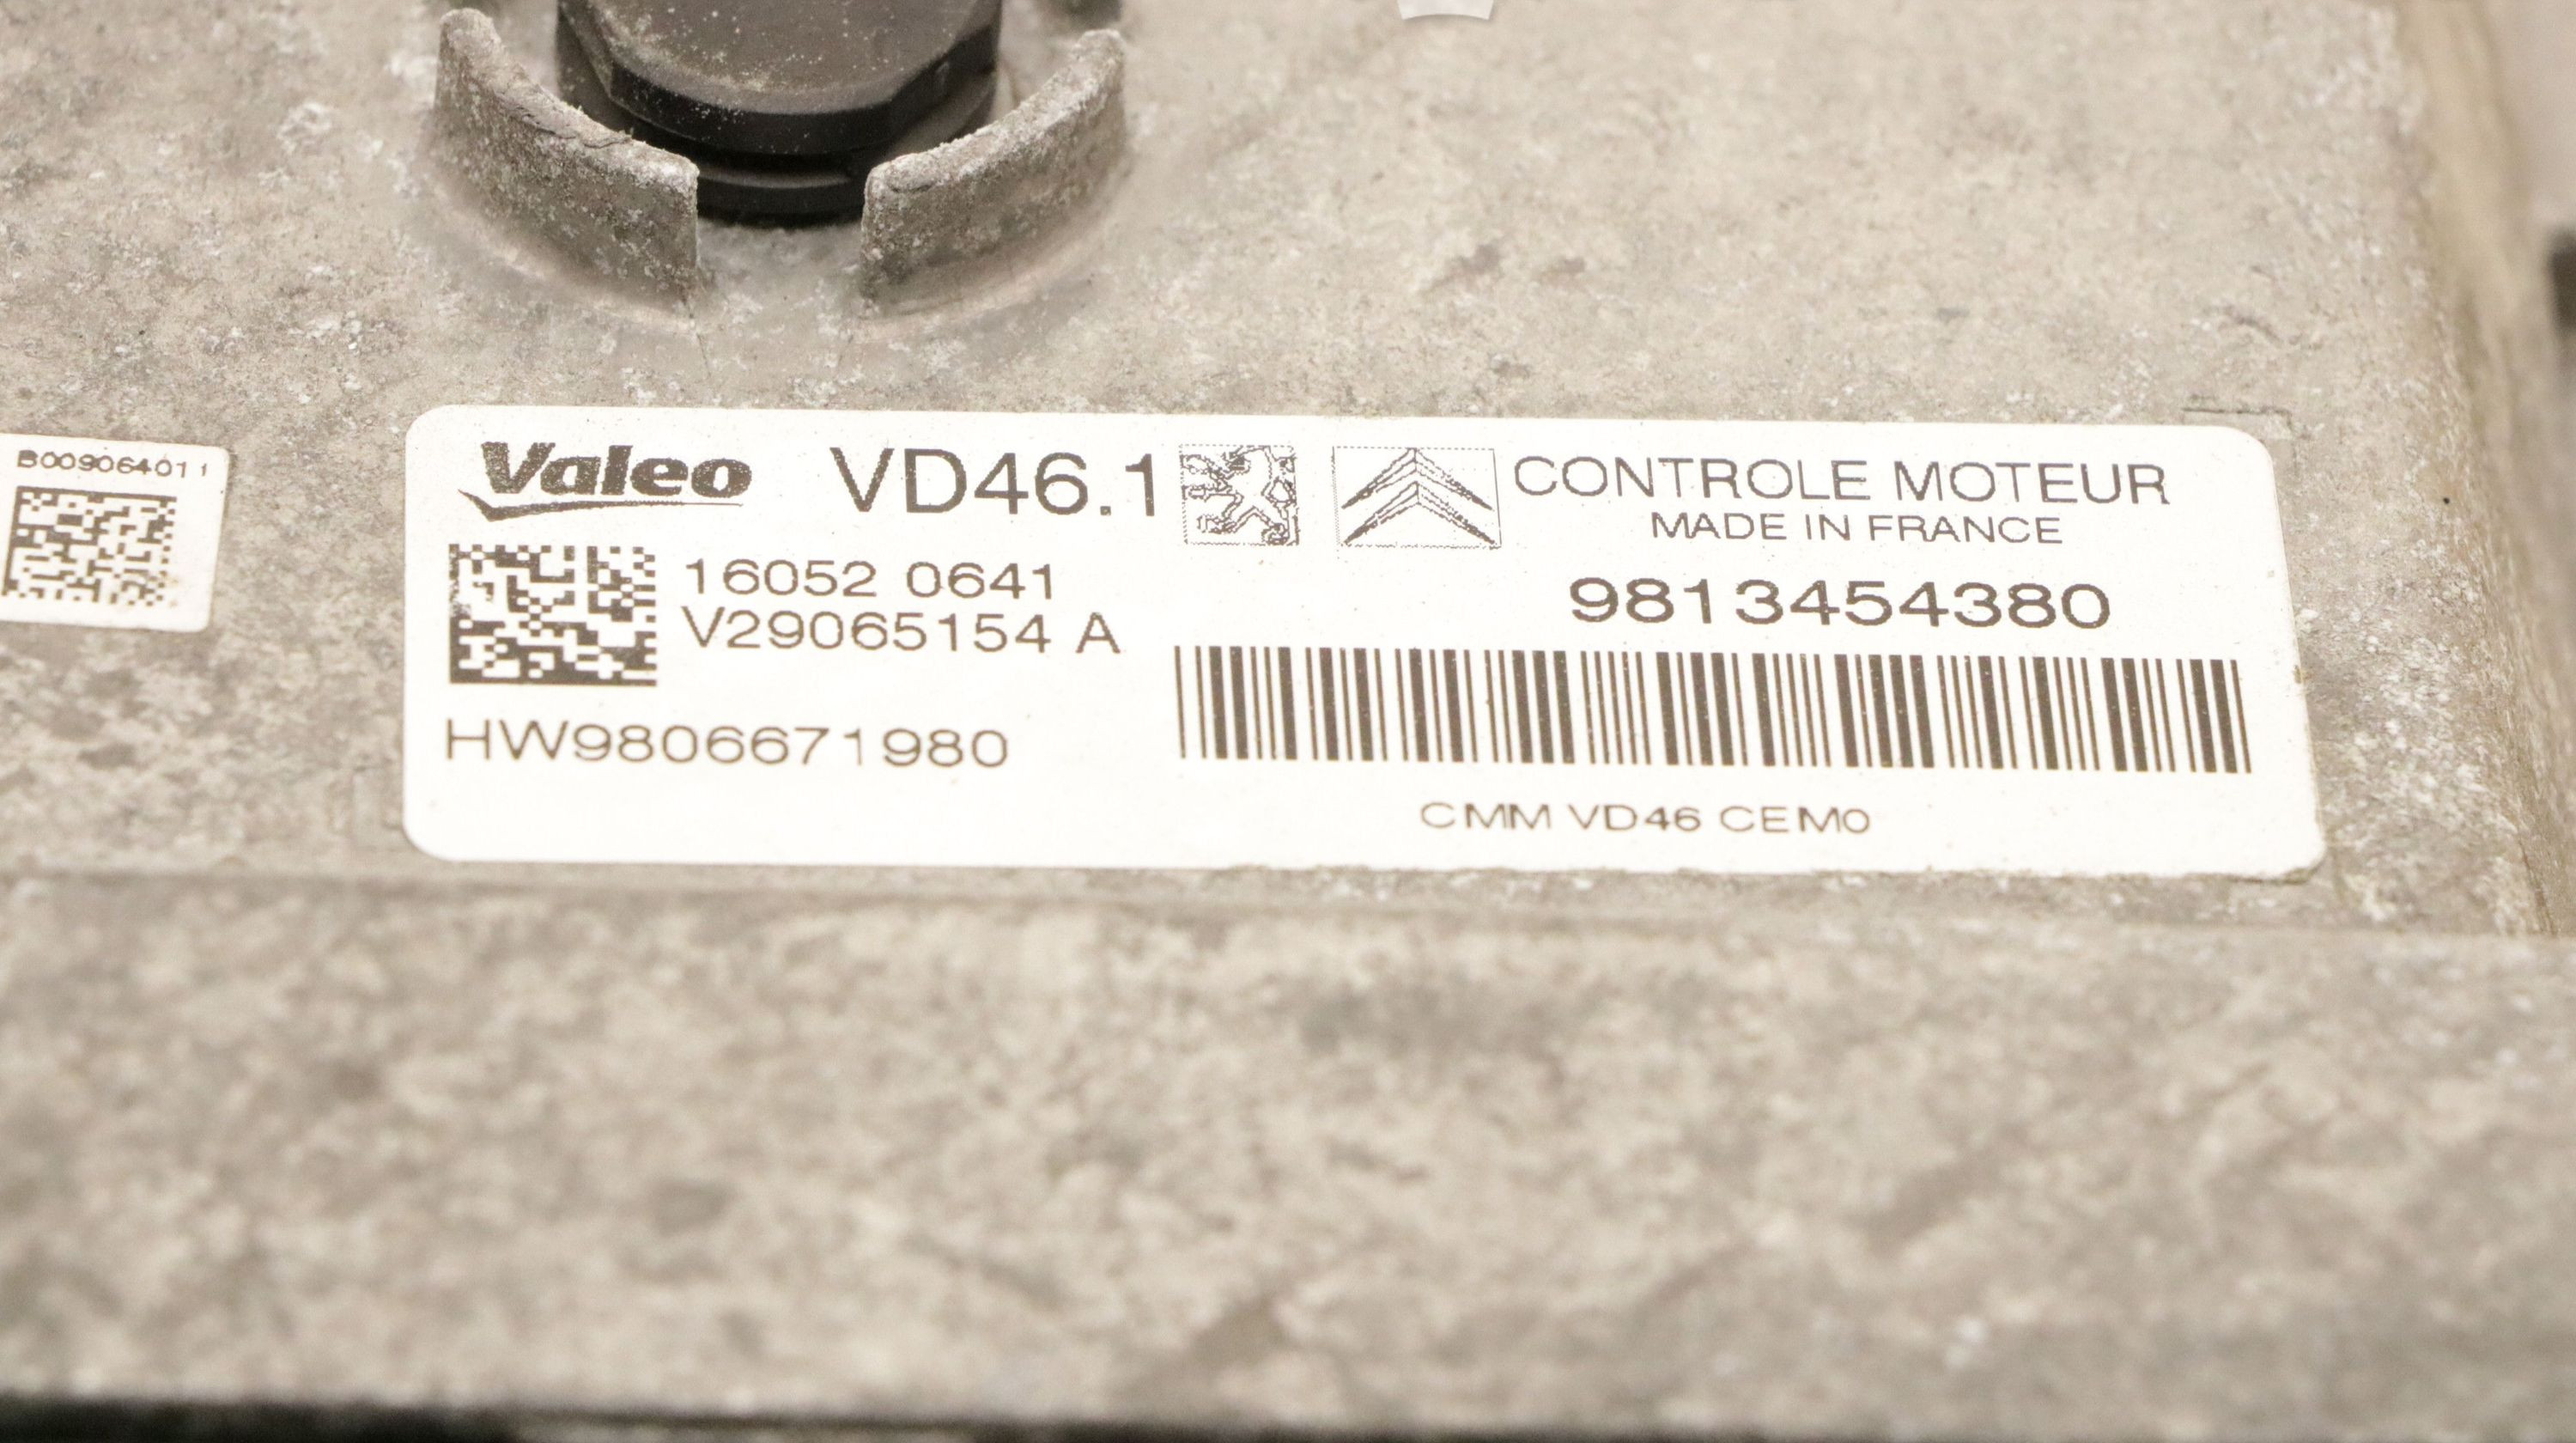 B009064011
Valeo VD46.1 CONTROLE MOTEUR
MADE IN FRANCE
16052 0641
V29065154 A
9813454380
HW9806671980
CMM VD46 CEM0